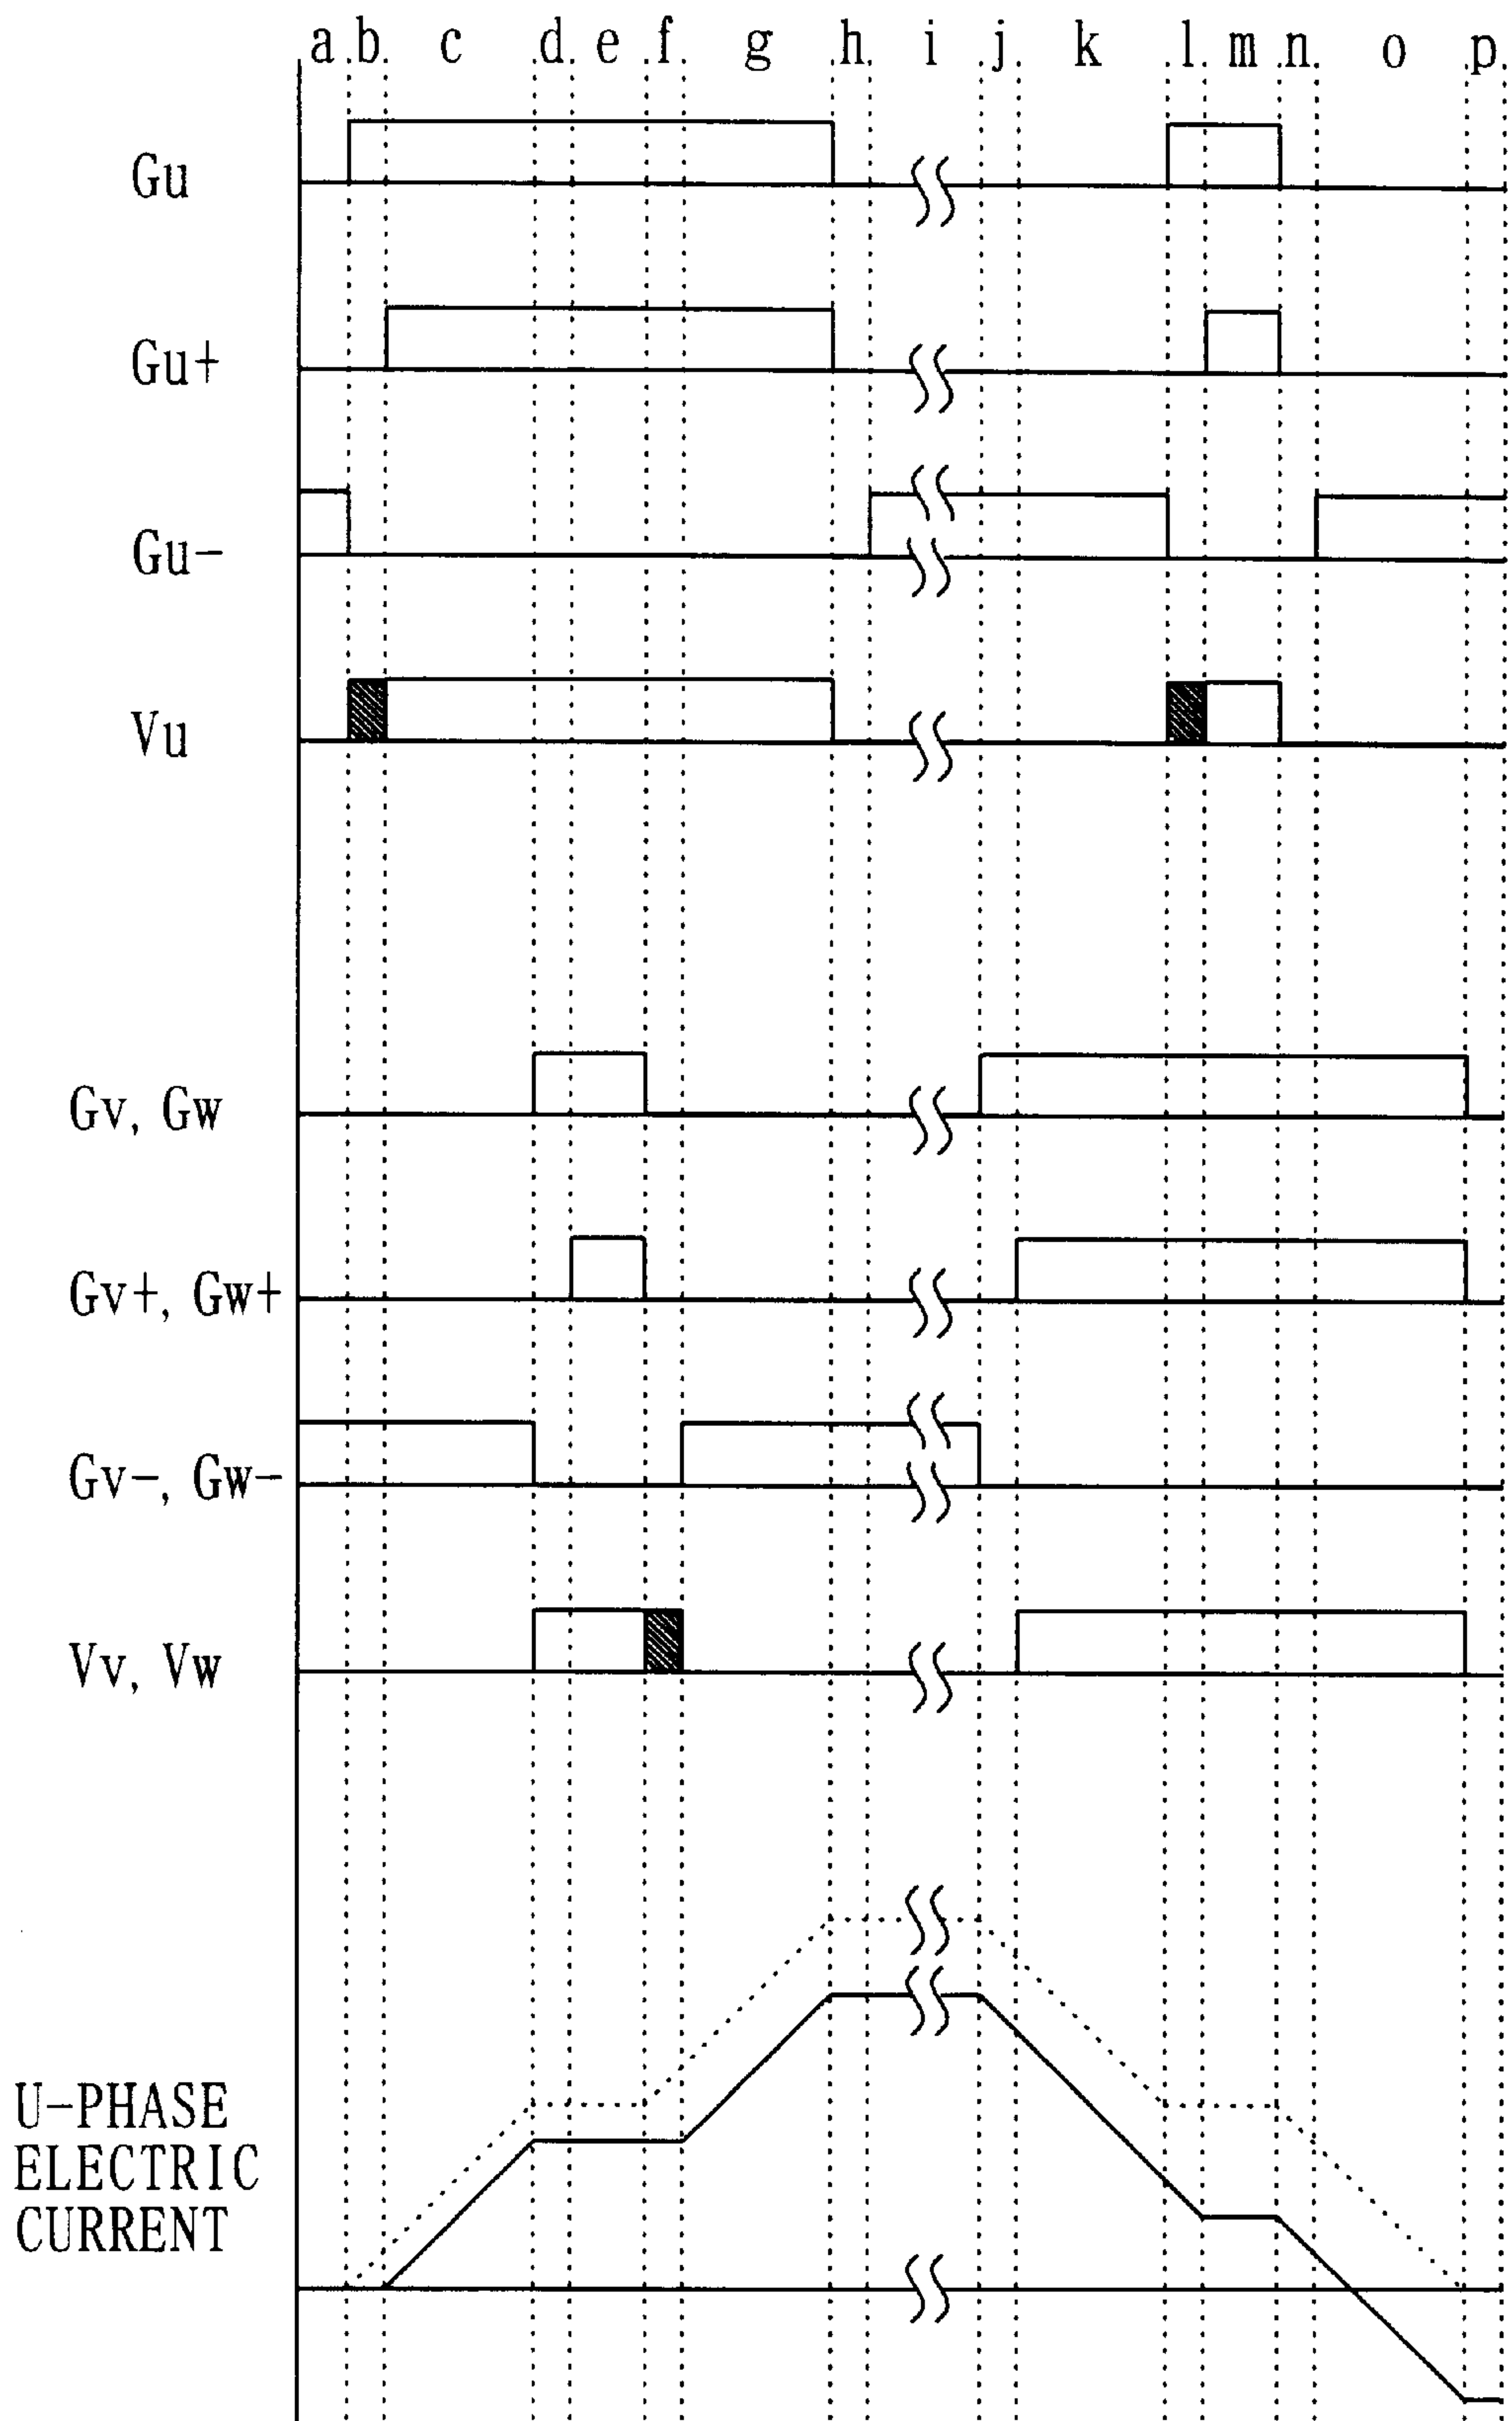 a b c d e f g h i j k l m n o p
Gu
Gu+
Gu-
Vu
Gv, Gw
Gv+, Gw+
Gv-, Gw-
Vv, Vw
U-PHASE
ELECTRIC
CURRENT